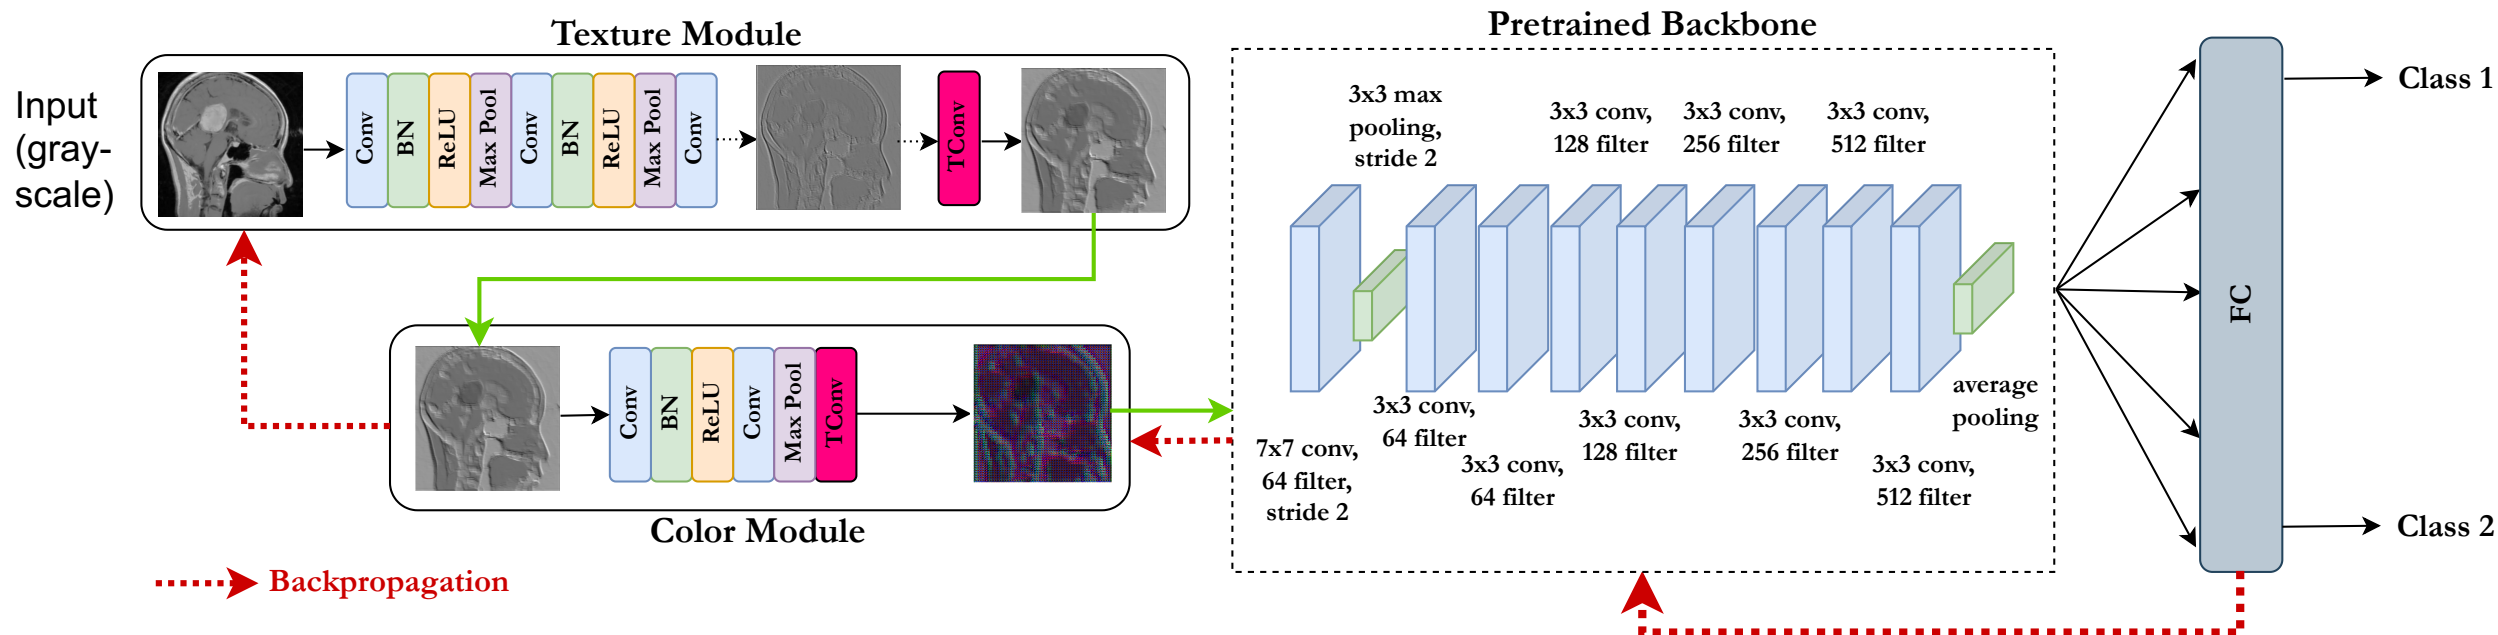 Texture Module
Pretrained Backbone
Input
(gray-
scale)
Conv
BN
ReLU
Max Pool
Conv
BN
ReLU
Max Pool
Conv
TConv
3x3 max
pooling,
stride 2
3x3 conv,
128 filter
3x3 conv,
256 filter
3x3 conv,
512 filter
Class 1
FC
Conv
BN
ReLU
Conv
Max Pool
TConv
7x7 conv,
64 filter,
stride 2
3x3 conv,
64 filter
3x3 conv,
64 filter
3x3 conv,
128 filter
3x3 conv,
256 filter
3x3 conv,
512 filter
average
pooling
Class 2
Color Module
Backpropagation